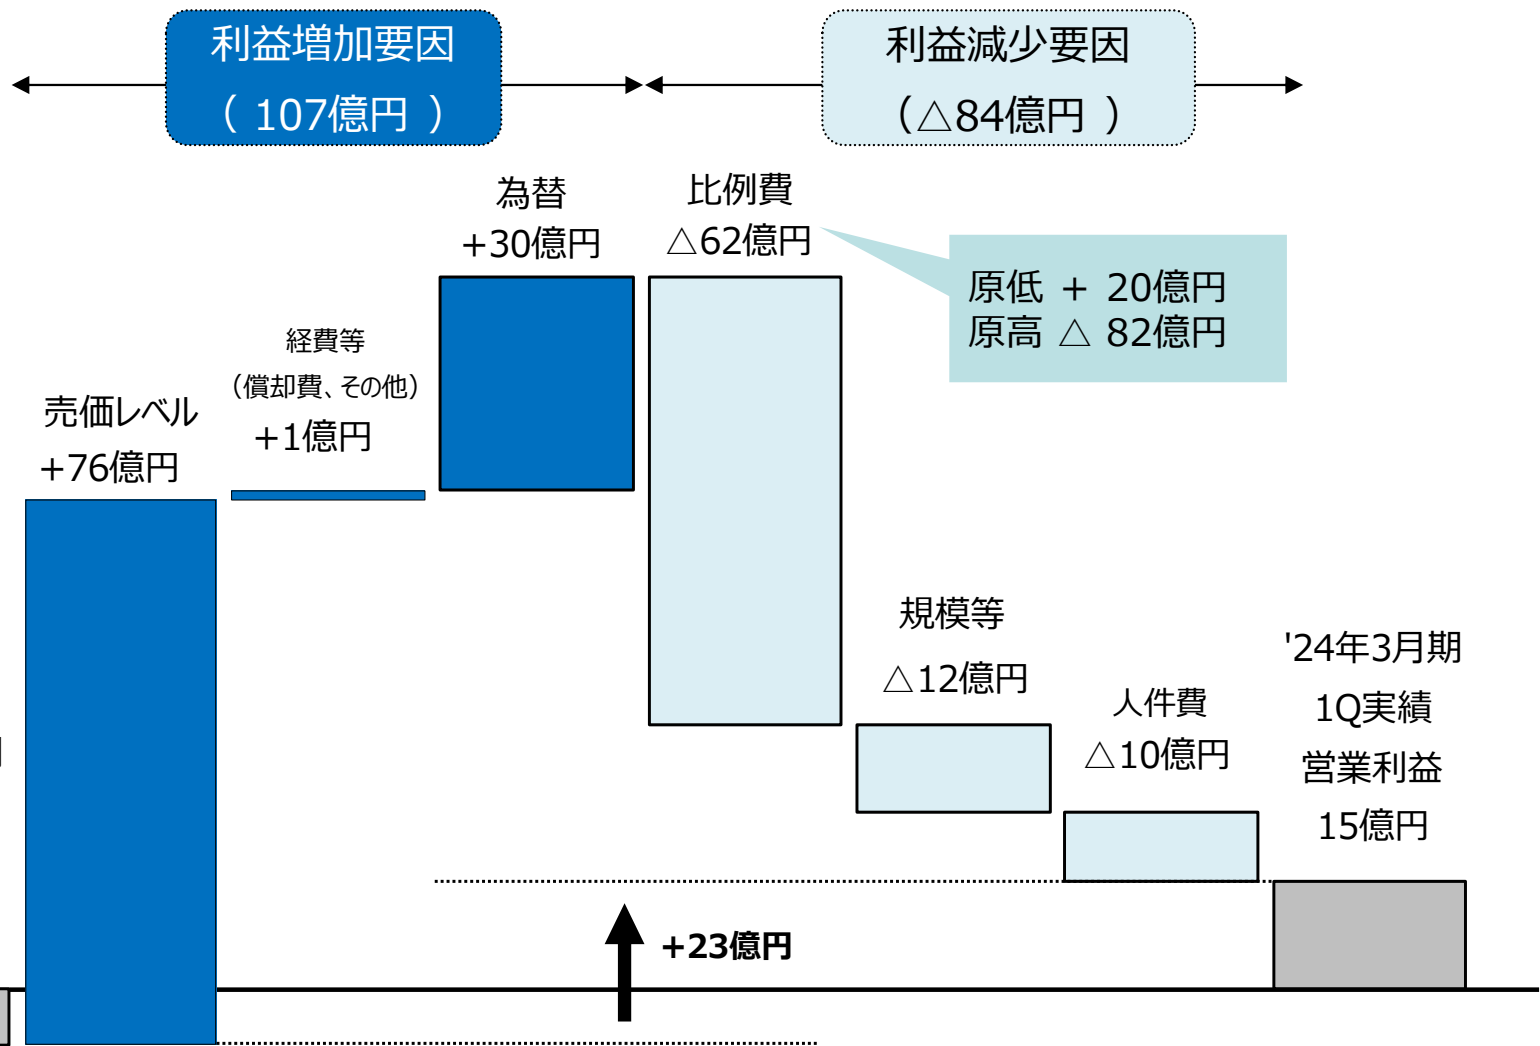 利益増加要因
（ 107億円 ）
利益減少要因
（△84億円 ）
為替
+30億円
比例費
△62億円
原低 + 20億円
原高 △ 82億円
経費等
（償却費、その他）
+1億円
売価レベル
+76億円
規模等
△12億円
人件費
△10億円
'24年3月期
1Q実績
営業利益
15億円
+23億円